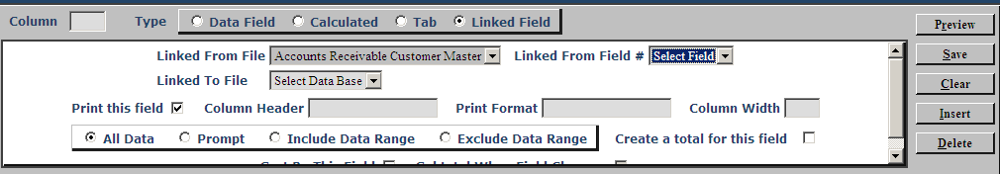 Column Type Data Field Calculated Tab Linked Field Preview
Linked From File Accounts Receivable Customer Master Linked From Field # Select Field Save
Linked To File Select Data Base Clear
Print this field Column Header Print Format Column Width Insert
All Data Prompt Include Data Range Exclude Data Range Create a total for this field Delete